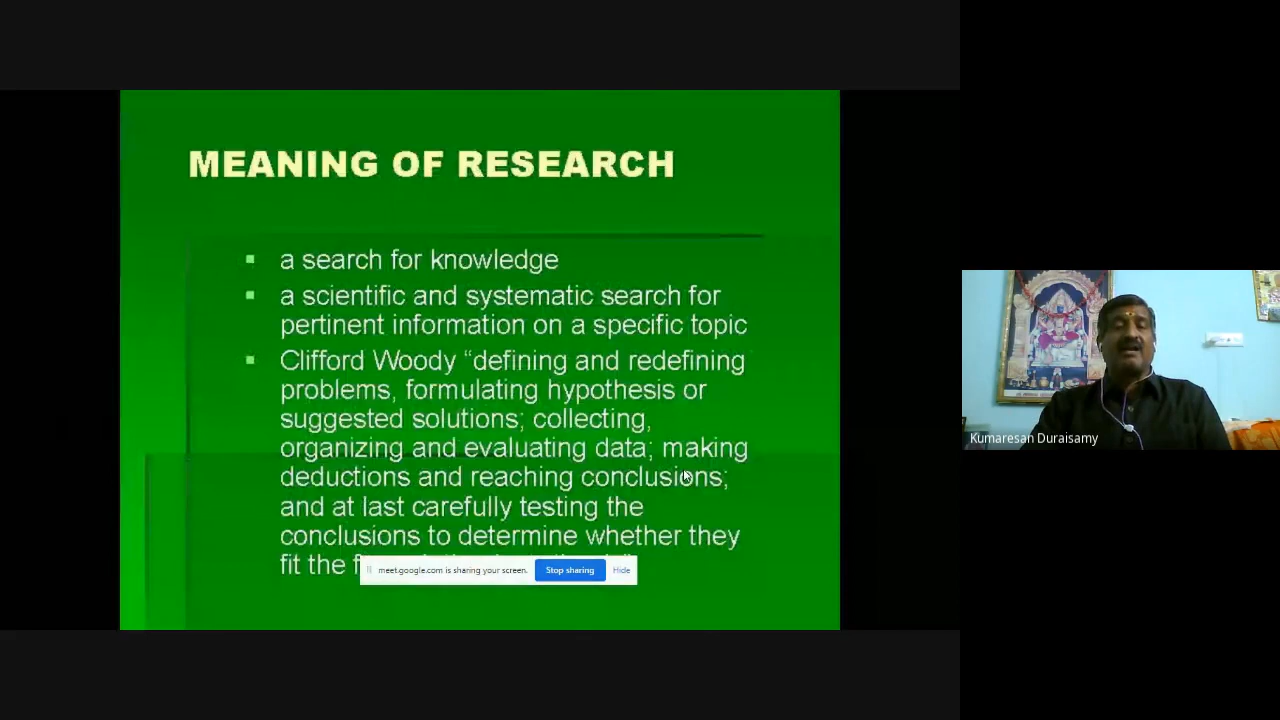 MEANING OF RESEARCH
▪ a search for knowledge
▪ a scientific and systematic search for
pertinent information on a specific topic
▪ Clifford Woody “defining and redefining
problems, formulating hypothesis or
suggested solutions; collecting,
organizing and evaluating data; making
deductions and reaching conclusions;
and at last carefully testing the
conclusions to determine whether they
fit the
meet.google.com is sharing your screen.
Stop sharing
Hide
Kumaresan Duraisamy